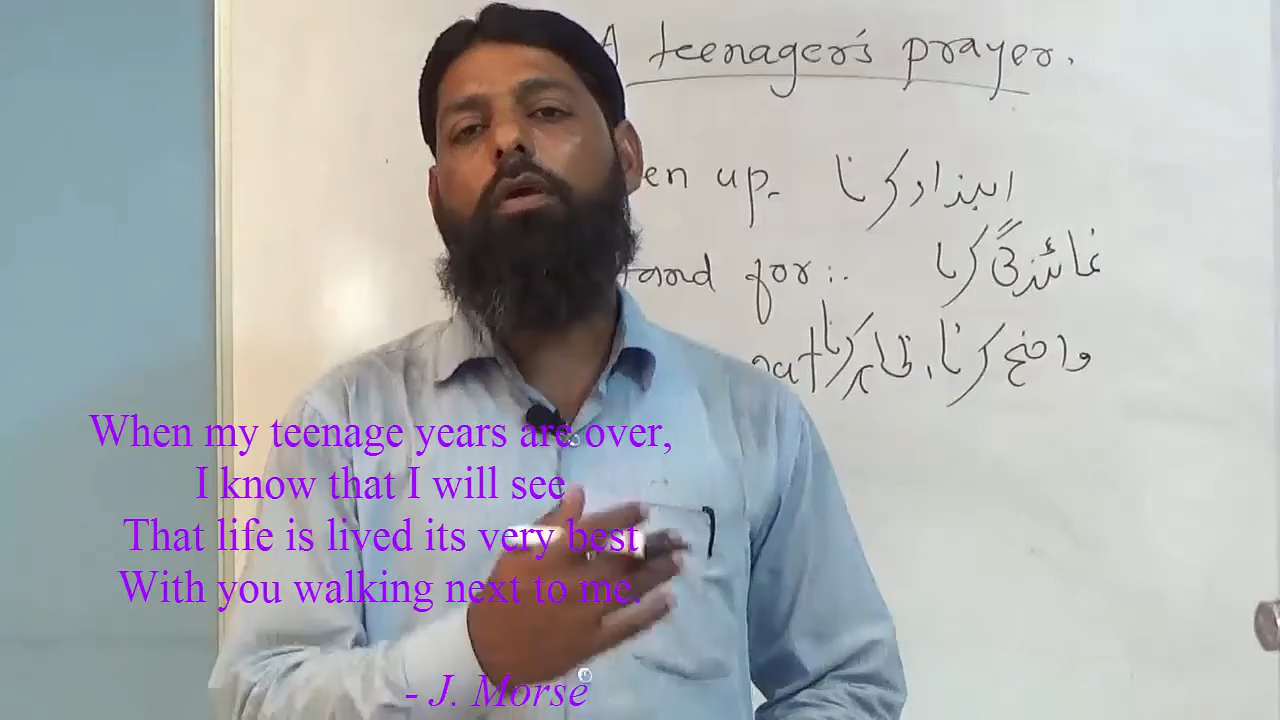 A teenager's prayer.
en up. کرنا
tand for:. نمائندگی کرنا
واضح کرنا، ظاہر کرنا
When my teenage years are over,
I know that I will see
That life is lived its very best
With you walking next to me.
- J. Morse